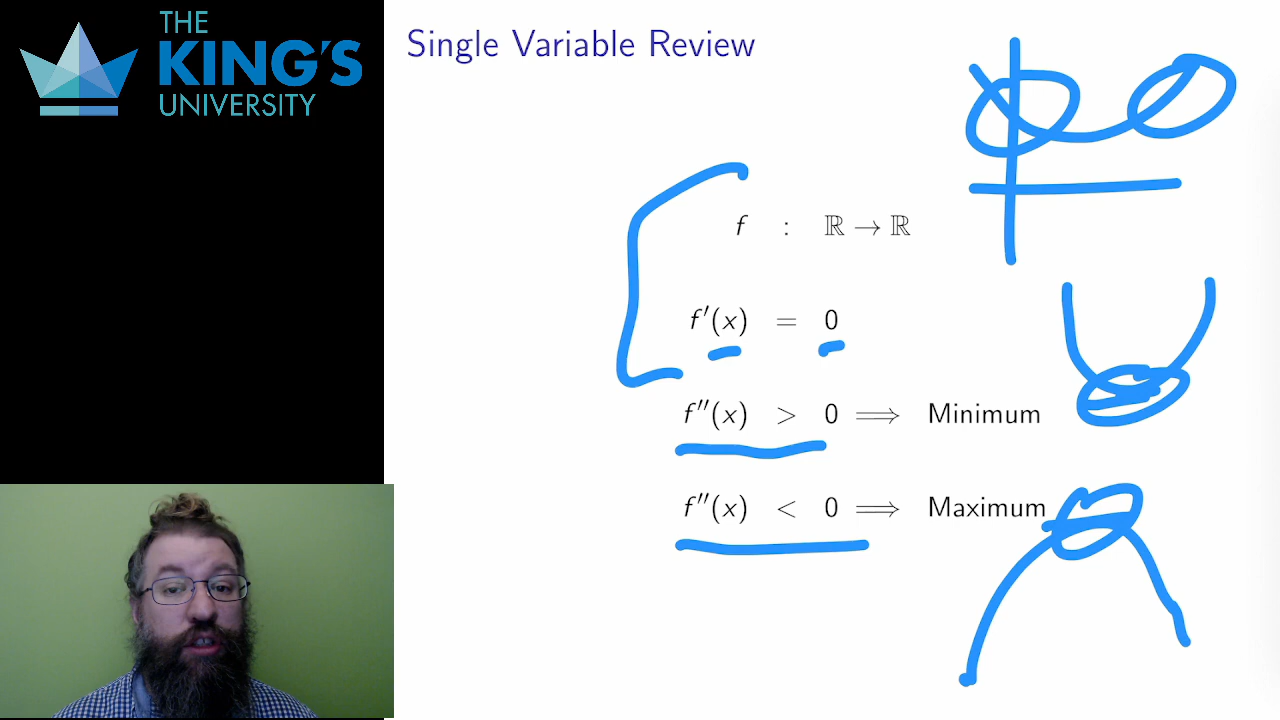 THE
KING'S
UNIVERSITY
Single Variable Review
f : ℝ → ℝ
f′(x) = 0
f″(x) > 0 ⟹ Minimum
f″(x) < 0 ⟹ Maximum